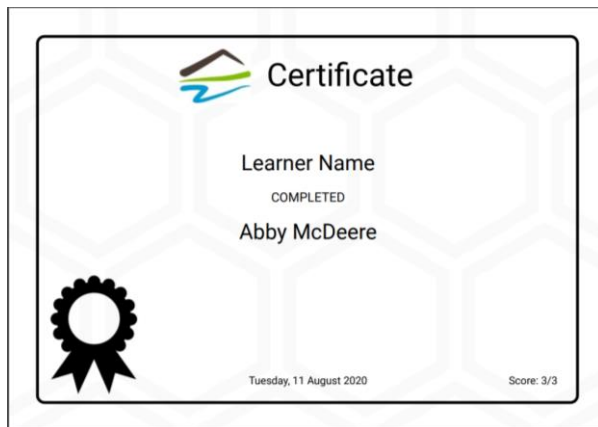 Certificate
Learner Name
COMPLETED
Abby McDeere
Tuesday, 11 August 2020
Score: 3/3